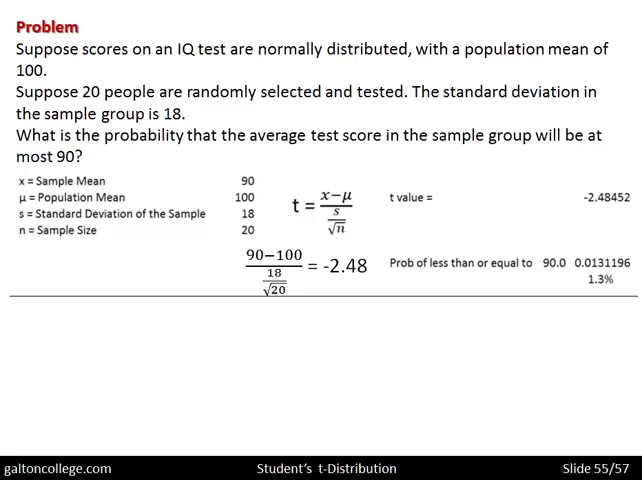 Problem
Suppose scores on an IQ test are normally distributed, with a population mean of
100.
Suppose 20 people are randomly selected and tested. The standard deviation in
the sample group is 18.
What is the probability that the average test score in the sample group will be at
most 90?
x = Sample Mean 90
μ = Population Mean 100
s = Standard Deviation of the Sample 18
n = Sample Size 20
t = x−μ / s/√n
t value = -2.48452
90−100 / 18/√20 = -2.48
Prob of less than or equal to 90.0 0.0131196
1.3%
galtoncollege.com Student's t-Distribution Slide 55/57